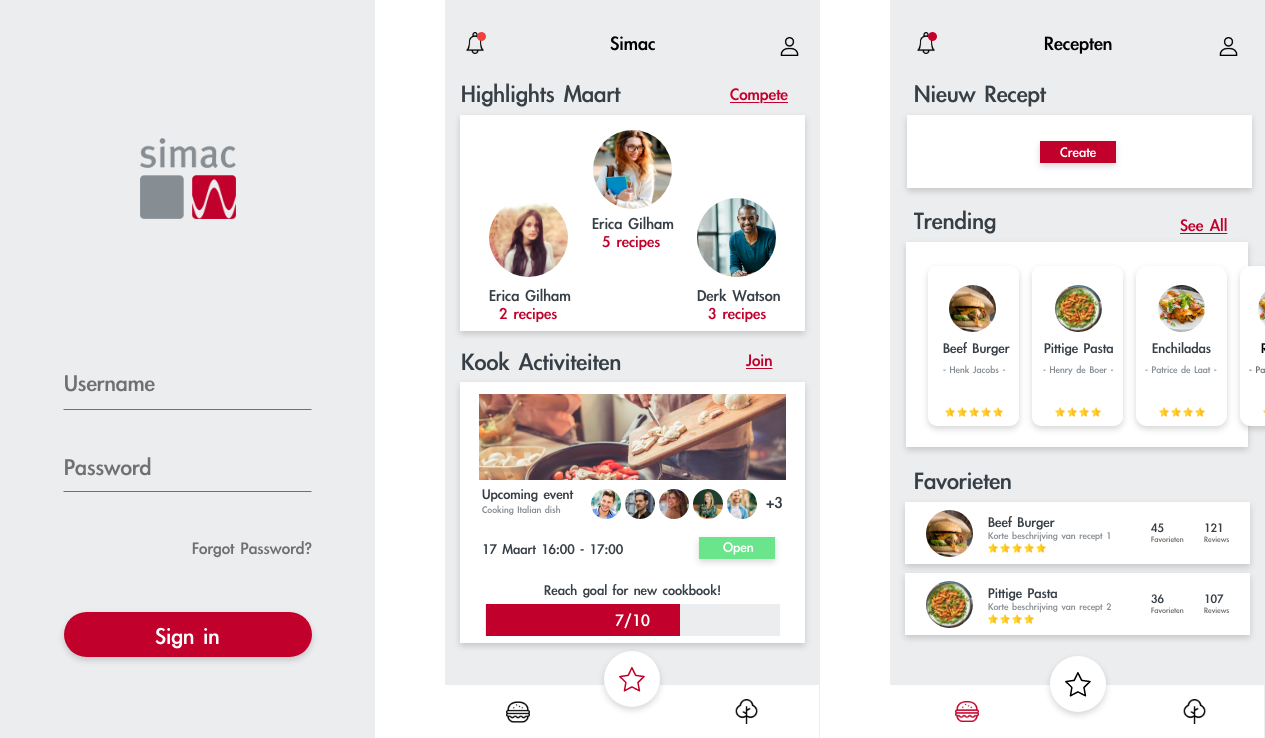 simac
Username
Password
Forgot Password?
Sign in
Simac
Highlights Maart
Compete
Erica Gilham
5 recipes
Erica Gilham
2 recipes
Derk Watson
3 recipes
Kook Activiteiten
Join
Upcoming event
Cooking Italian dish
+3
17 Maart 16:00 - 17:00
Open
Reach goal for new cookbook!
7/10
Recepten
Nieuw Recept
Create
Trending
See All
Beef Burger
- Henk Jacobs -
Pittige Pasta
- Henry de Boer -
Enchiladas
- Patrice de Laat -
Favorieten
Beef Burger
Korte beschrijving van recept 1
45
Favorieten
121
Reviews
Pittige Pasta
Korte beschrijving van recept 2
36
Favorieten
107
Reviews